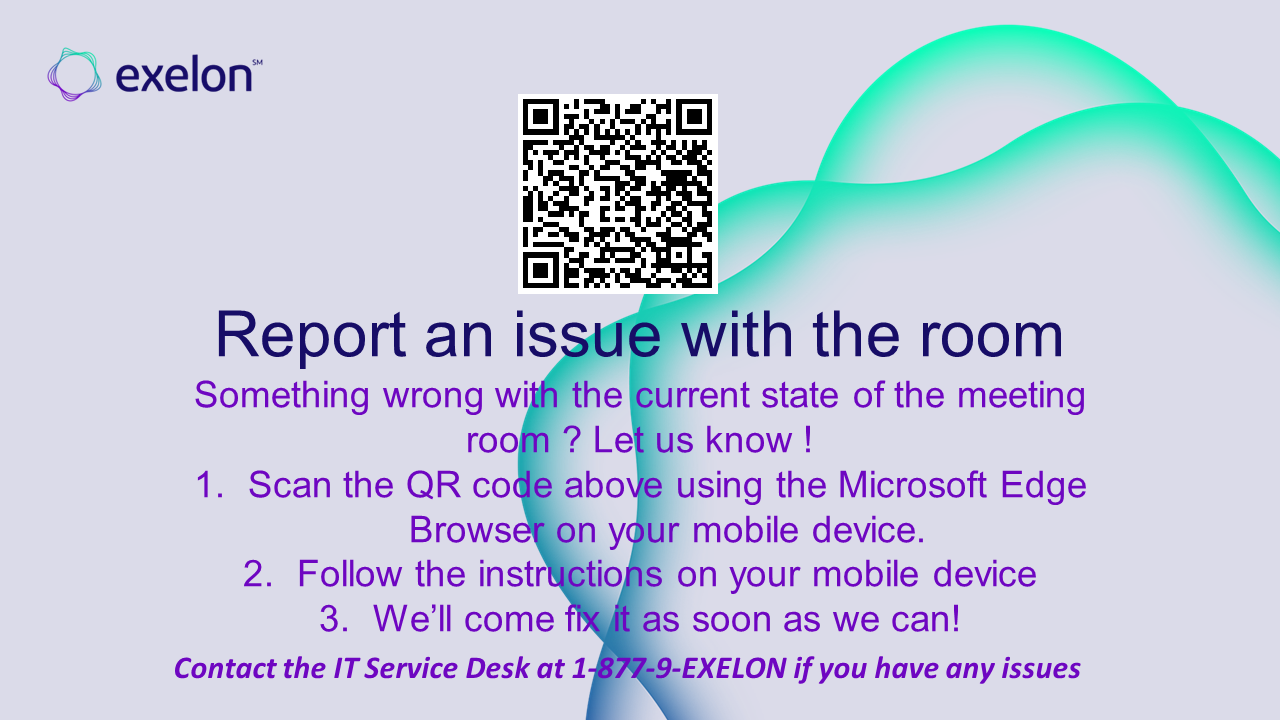 exelon℠
Report an issue with the room
Something wrong with the current state of the meeting
room ? Let us know !
1. Scan the QR code above using the Microsoft Edge
Browser on your mobile device.
2. Follow the instructions on your mobile device
3. We’ll come fix it as soon as we can!
Contact the IT Service Desk at 1-877-9-EXELON if you have any issues